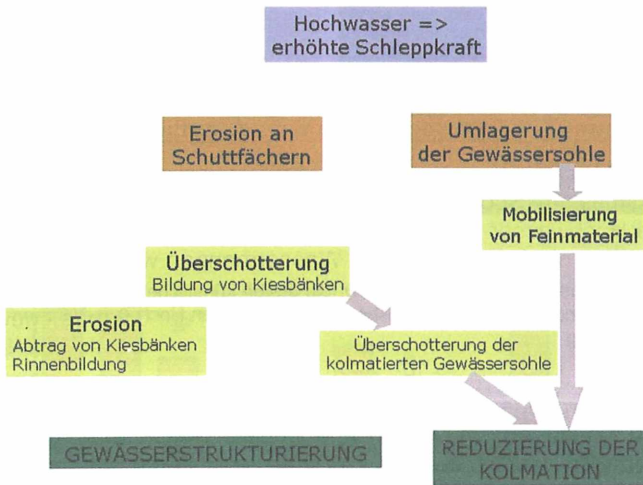 Hochwasser =>
erhöhte Schleppkraft
Erosion an
Schuttfächern
Umlagerung
der Gewässersohle
Mobilisierung
von Feinmaterial
Überschotterung
Bildung von Kiesbänken
Erosion
Abtrag von Kiesbänken
Rinnenbildung
Überschotterung der
kolmatierten Gewässersohle
GEWÄSSERSTRUKTURIERUNG
REDUZIERUNG DER
KOLMATION